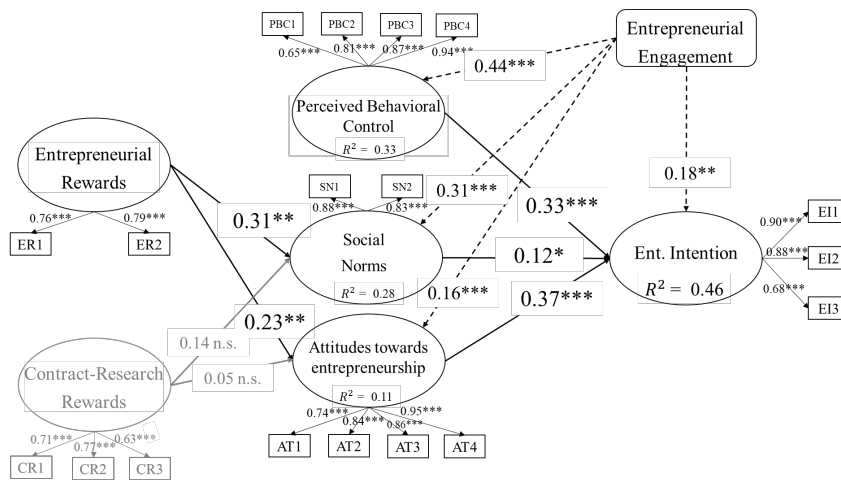 PBC1
PBC2
PBC3
PBC4
0.65***
0.81***
0.87***
0.94***
Entrepreneurial
Engagement
0.44***
Perceived Behavioral
Control
R² = 0.33
Entrepreneurial
Rewards
0.76***
0.79***
ER1
ER2
SN1
SN2
0.88***
0.83***
0.31***
0.18**
0.31**
0.33***
Social
Norms
R² = 0.28
0.12*
Ent. Intention
R² = 0.46
0.90***
0.88***
0.68***
EI1
EI2
EI3
0.16***
0.37***
0.23**
0.14 n.s.
0.05 n.s.
Attitudes towards
entrepreneurship
R² = 0.11
Contract-Research
Rewards
0.74***
0.84***
0.86***
0.95***
AT1
AT2
AT3
AT4
0.71***
0.77***
0.63***
CR1
CR2
CR3